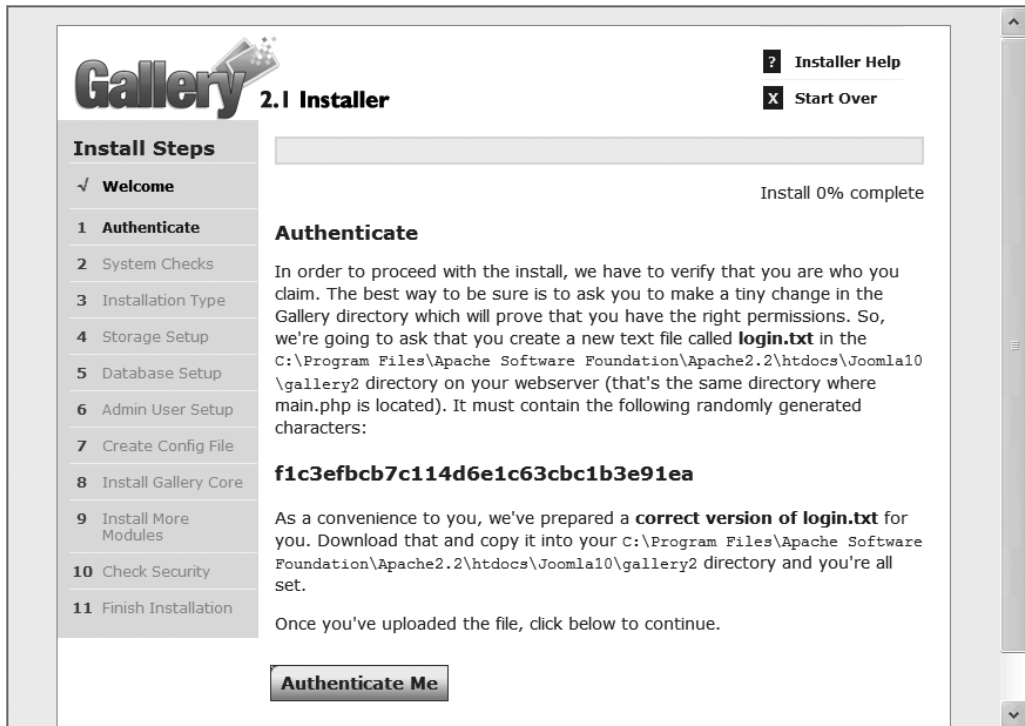 Gallery 2.1 Installer
? Installer Help
X Start Over
Install Steps
√ Welcome
1 Authenticate
2 System Checks
3 Installation Type
4 Storage Setup
5 Database Setup
6 Admin User Setup
7 Create Config File
8 Install Gallery Core
9 Install More
Modules
10 Check Security
11 Finish Installation
Install 0% complete
Authenticate
In order to proceed with the install, we have to verify that you are who you
claim. The best way to be sure is to ask you to make a tiny change in the
Gallery directory which will prove that you have the right permissions. So,
we're going to ask that you create a new text file called login.txt in the
C:\Program Files\Apache Software Foundation\Apache2.2\htdocs\Joomla10
\gallery2 directory on your webserver (that's the same directory where
main.php is located). It must contain the following randomly generated
characters:
f1c3efbcb7c114d6e1c63cbc1b3e91ea
As a convenience to you, we've prepared a correct version of login.txt for
you. Download that and copy it into your C:\Program Files\Apache Software
Foundation\Apache2.2\htdocs\Joomla10\gallery2 directory and you're all
set.
Once you've uploaded the file, click below to continue.
Authenticate Me